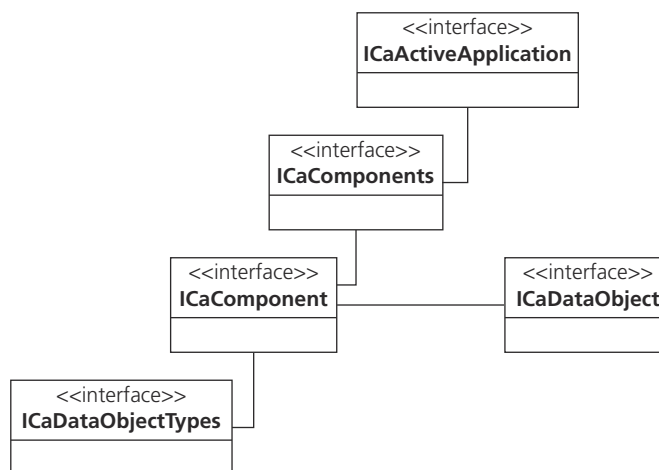 <<interface>>
ICaActiveApplication
<<interface>>
ICaComponents
<<interface>>
ICaComponent
<<interface>>
ICaDataObject
<<interface>>
ICaDataObjectTypes